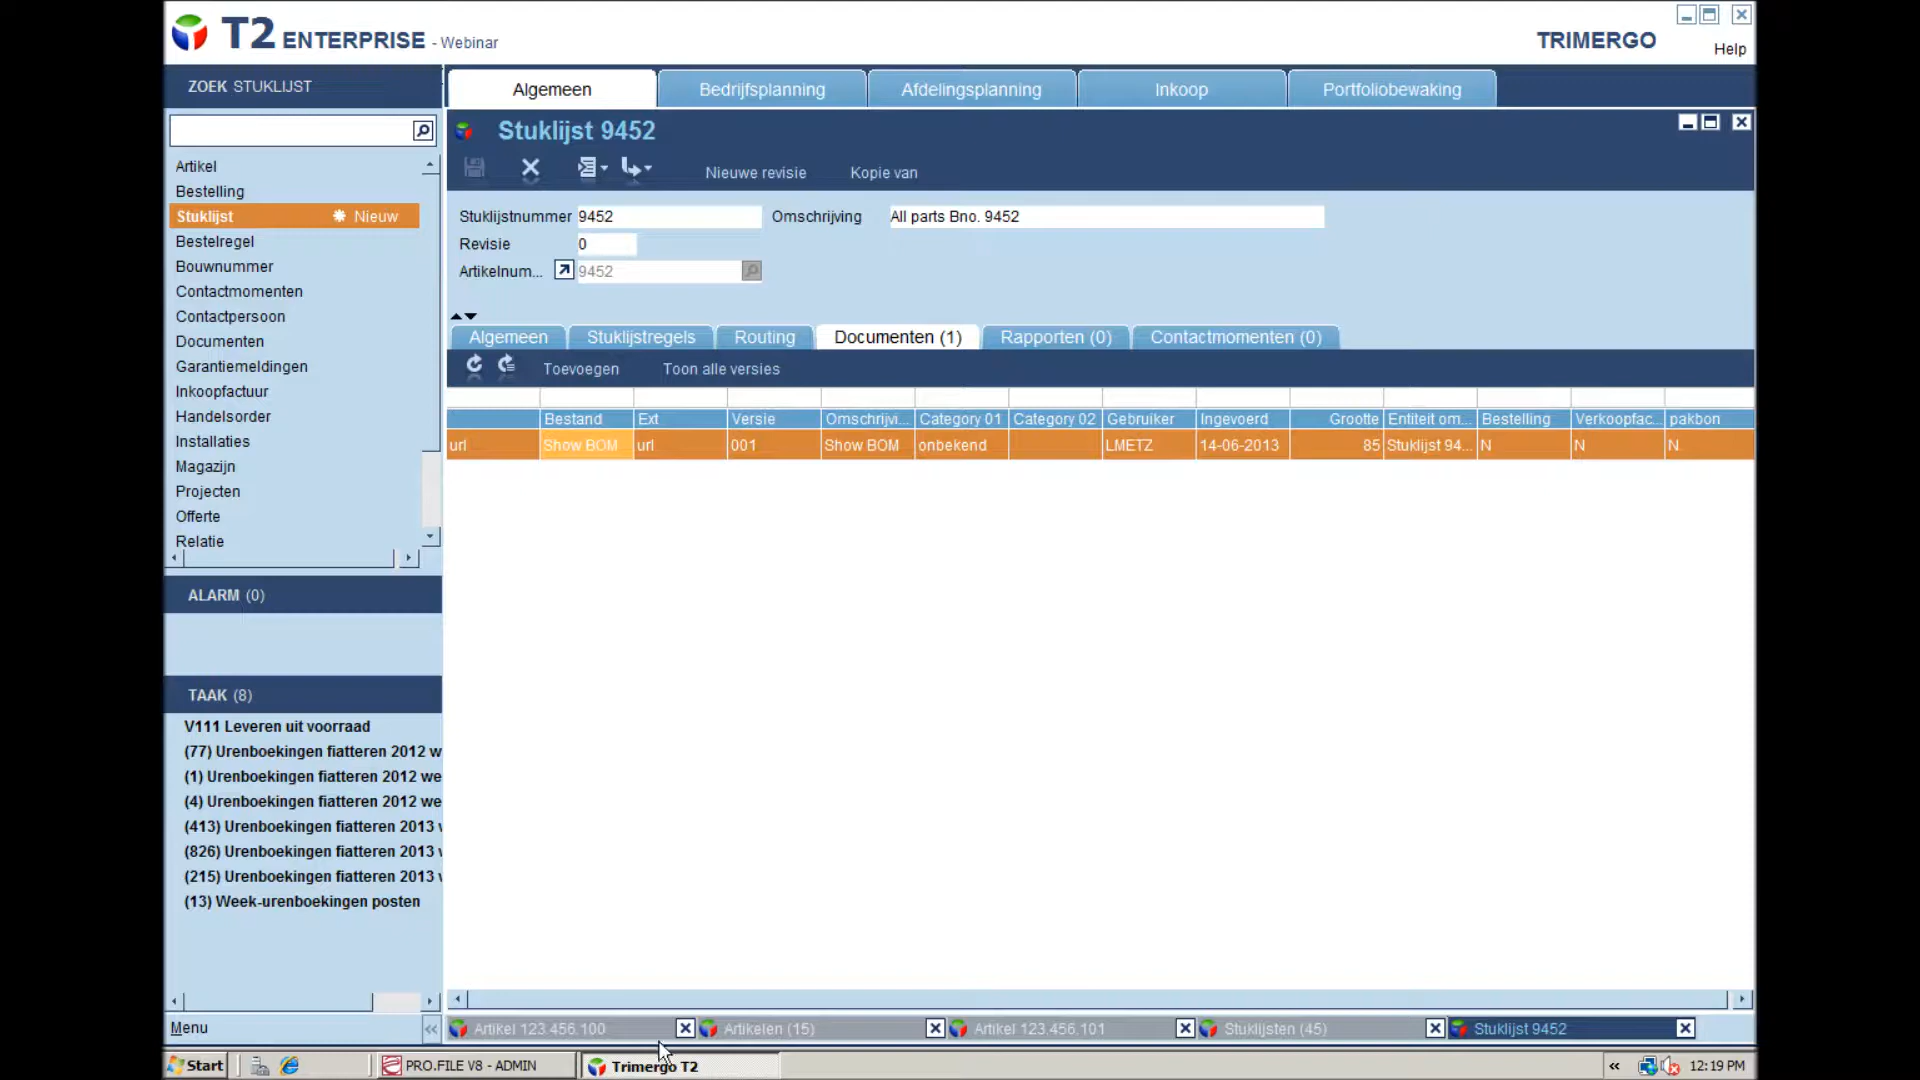 T2 ENTERPRISE - Webinar
TRIMERGO
Help
ZOEK STUKLIJST
Algemeen
Bedrijfsplanning
Afdelingsplanning
Inkoop
Portfoliobewaking
Stuklijst 9452
Nieuwe revisie
Kopie van
Artikel
Bestelling
Stuklijst
Nieuw
Bestelregel
Bouwnummer
Contactmomenten
Contactpersoon
Documenten
Garantiemeldingen
Inkoopfactuur
Handelsorder
Installaties
Magazijn
Projecten
Offerte
Relatie
Stuklijstnummer 9452
Omschrijving All parts Bno. 9452
Revisie 0
Artikelnum... 9452
Algemeen
Stuklijstregels
Routing
Documenten (1)
Rapporten (0)
Contactmomenten (0)
Toevoegen
Toon alle versies
Bestand Ext Versie Omschrijvi... Category 01 Category 02 Gebruiker Ingevoerd Grootte Entiteit om... Bestelling Verkoopfac... pakbon
url Show BOM url 001 Show BOM onbekend LMETZ 14-06-2013 85 Stuklijst 94... N N N
ALARM (0)
TAAK (8)
V111 Leveren uit voorraad
(77) Urenboekingen fiatteren 2012 w
(1) Urenboekingen fiatteren 2012 we
(4) Urenboekingen fiatteren 2012 we
(413) Urenboekingen fiatteren 2013
(826) Urenboekingen fiatteren 2013
(215) Urenboekingen fiatteren 2013
(13) Week-urenboekingen posten
Menu
Artikel 123.456.100
Artikelen (15)
Artikel 123.456.101
Stuklijsten (45)
Stuklijst 9452
Start
PRO.FILE V8 - ADMIN
Trimergo T2
12:19 PM